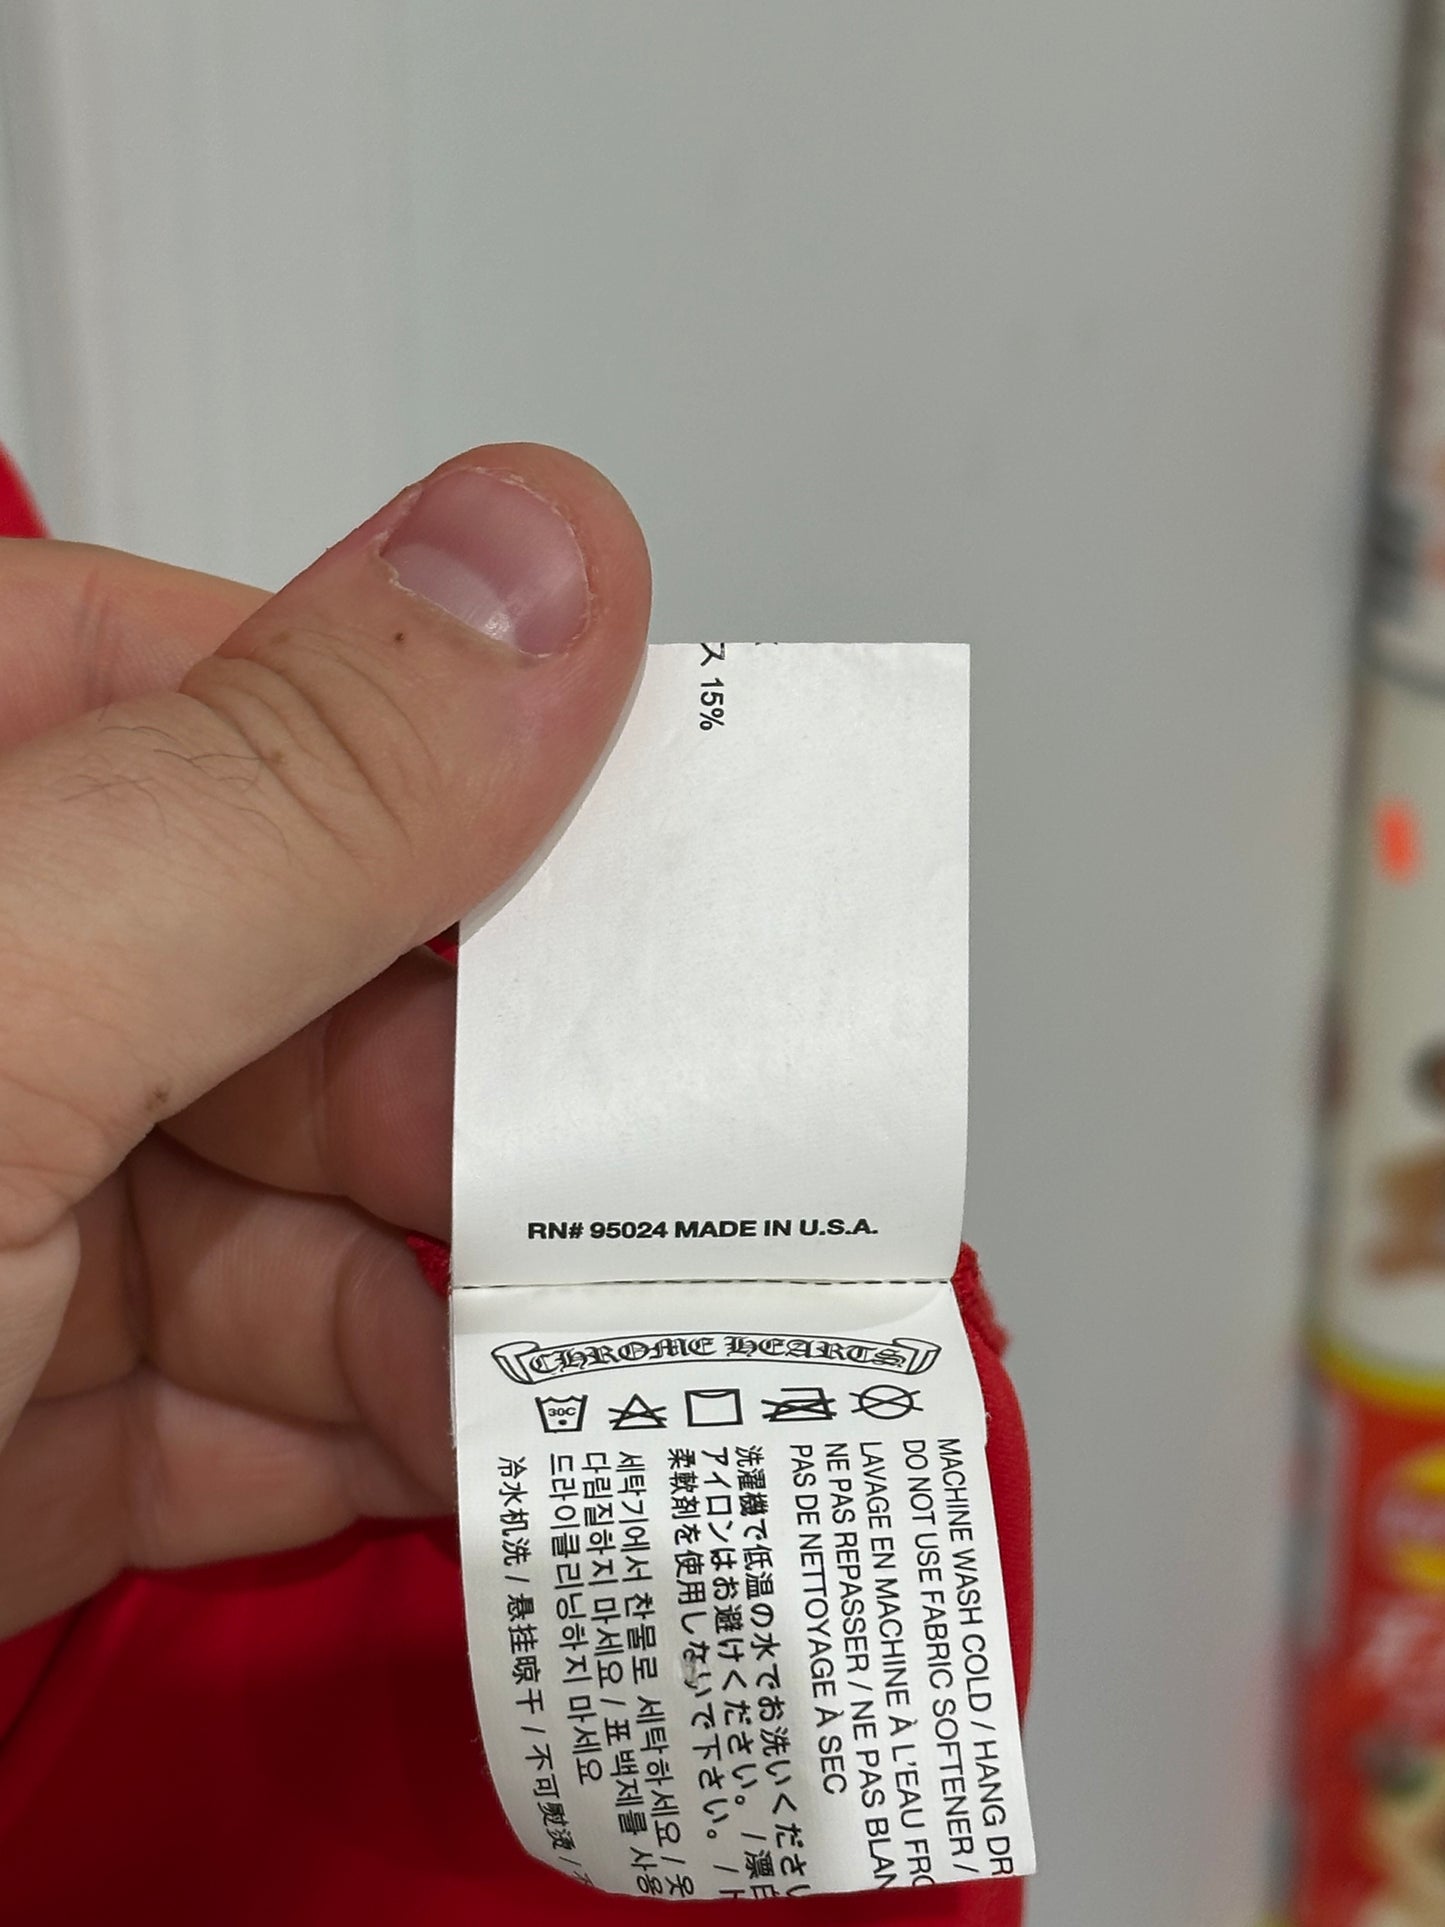 ス 15%
RN# 95024 MADE IN U.S.A.
CHROME HEARTS
30C
MACHINE WASH COLD / HANG DR
DO NOT USE FABRIC SOFTENER /
LAVAGE EN MACHINE À L'EAU FRO
NE PAS REPASSER / NE PAS BLAN
PAS DE NETTOYAGE À SEC
洗濯機で低温の水でお洗いください
アイロンはお避けください。 / 漂白
柔軟剤を使用しないで下さい。 / ド
세탁기에서 찬물로 세탁하세요 / 옷
다림질하지 마세요 / 표백제를 사용
드라이클리닝하지 마세요
冷水机洗 / 悬挂晾干 / 不可熨烫 /